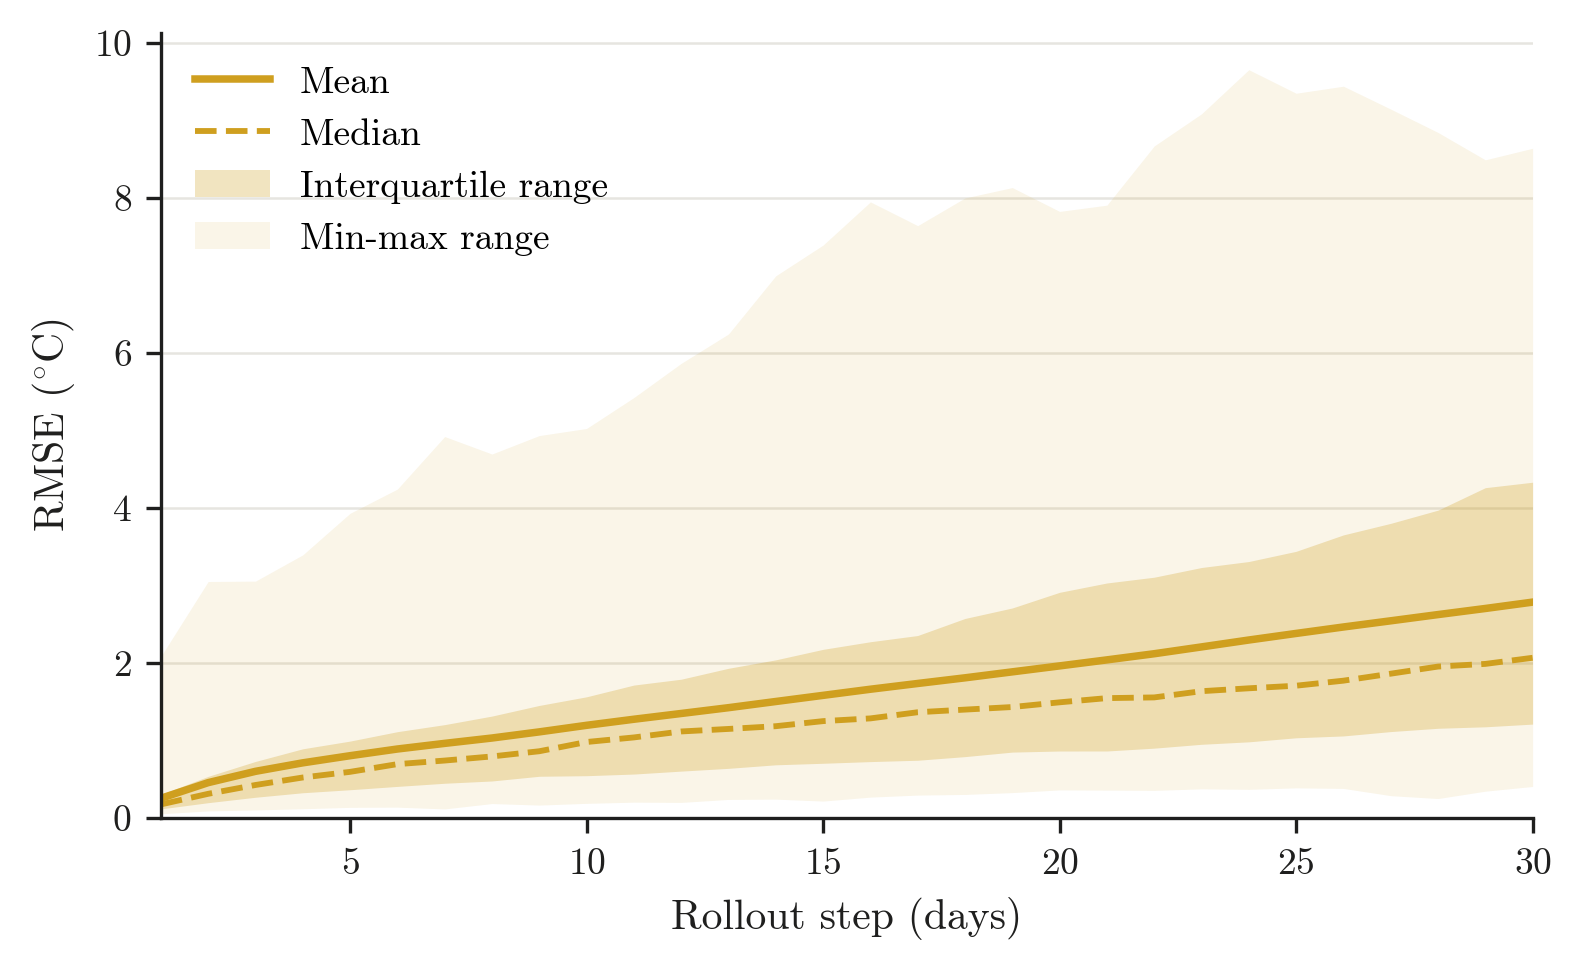 10
8
6
4
2
0
RMSE (°C)
Mean
Median
Interquartile range
Min-max range
5
10
15
20
25
30
Rollout step (days)